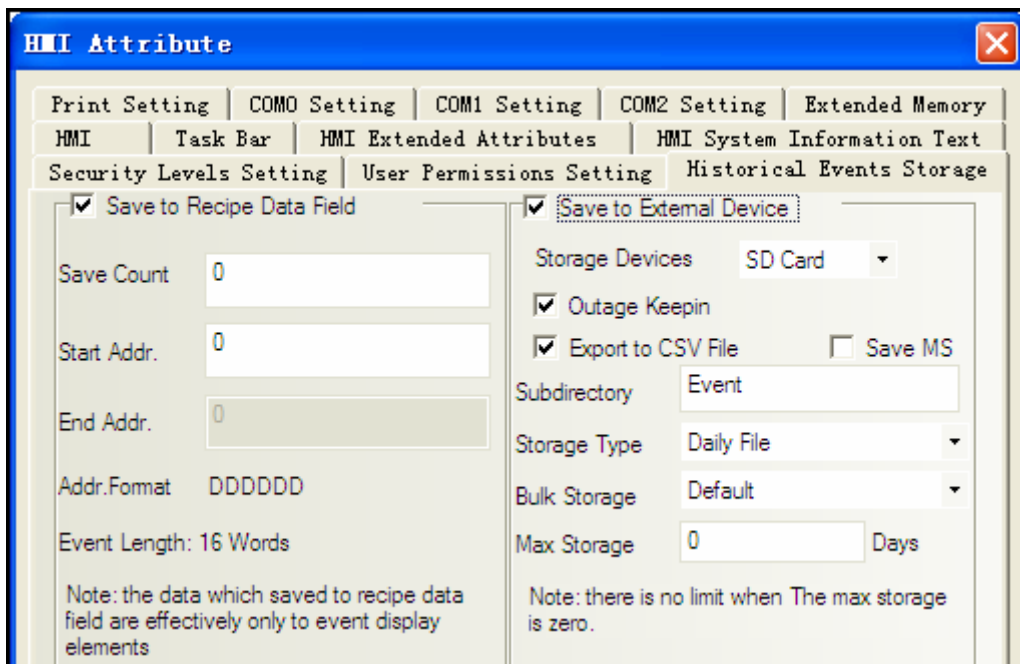 HMI Attribute
Print Setting COM0 Setting COM1 Setting COM2 Setting Extended Memory
HMI Task Bar HMI Extended Attributes HMI System Information Text
Security Levels Setting User Permissions Setting Historical Events Storage
Save to Recipe Data Field
Save Count 0
Start Addr. 0
End Addr. 0
Addr.Format DDDDDD
Event Length: 16 Words
Note: the data which saved to recipe data
field are effectively only to event display
elements
Save to External Device
Storage Devices SD Card
Outage Keepin
Export to CSV File Save MS
Subdirectory Event
Storage Type Daily File
Bulk Storage Default
Max Storage 0 Days
Note: there is no limit when The max storage
is zero.